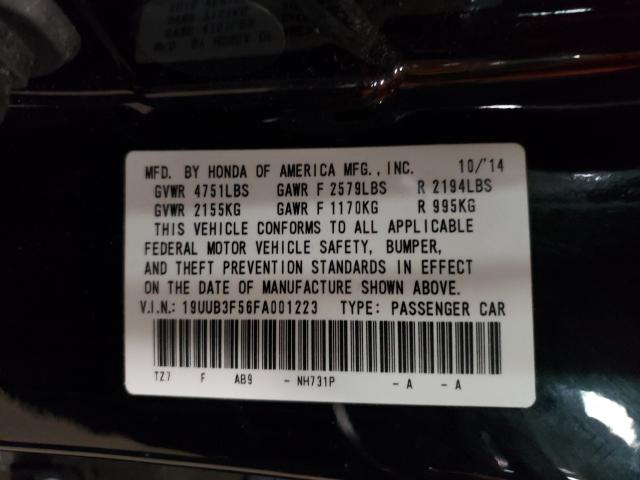 MFD. BY HONDA OF AMERICA MFG., INC. 10/'14
GVWR 4751LBS GAWR F 2579LBS R 2194LBS
GVWR 2155KG GAWR F 1170KG R 995KG
THIS VEHICLE CONFORMS TO ALL APPLICABLE
FEDERAL MOTOR VEHICLE SAFETY, BUMPER,
AND THEFT PREVENTION STANDARDS IN EFFECT
ON THE DATE OF MANUFACTURE SHOWN ABOVE.
V.I.N.: 19UUB3F56FA001223 TYPE: PASSENGER CAR
TZ7 F AB9 - NH731P - A - A